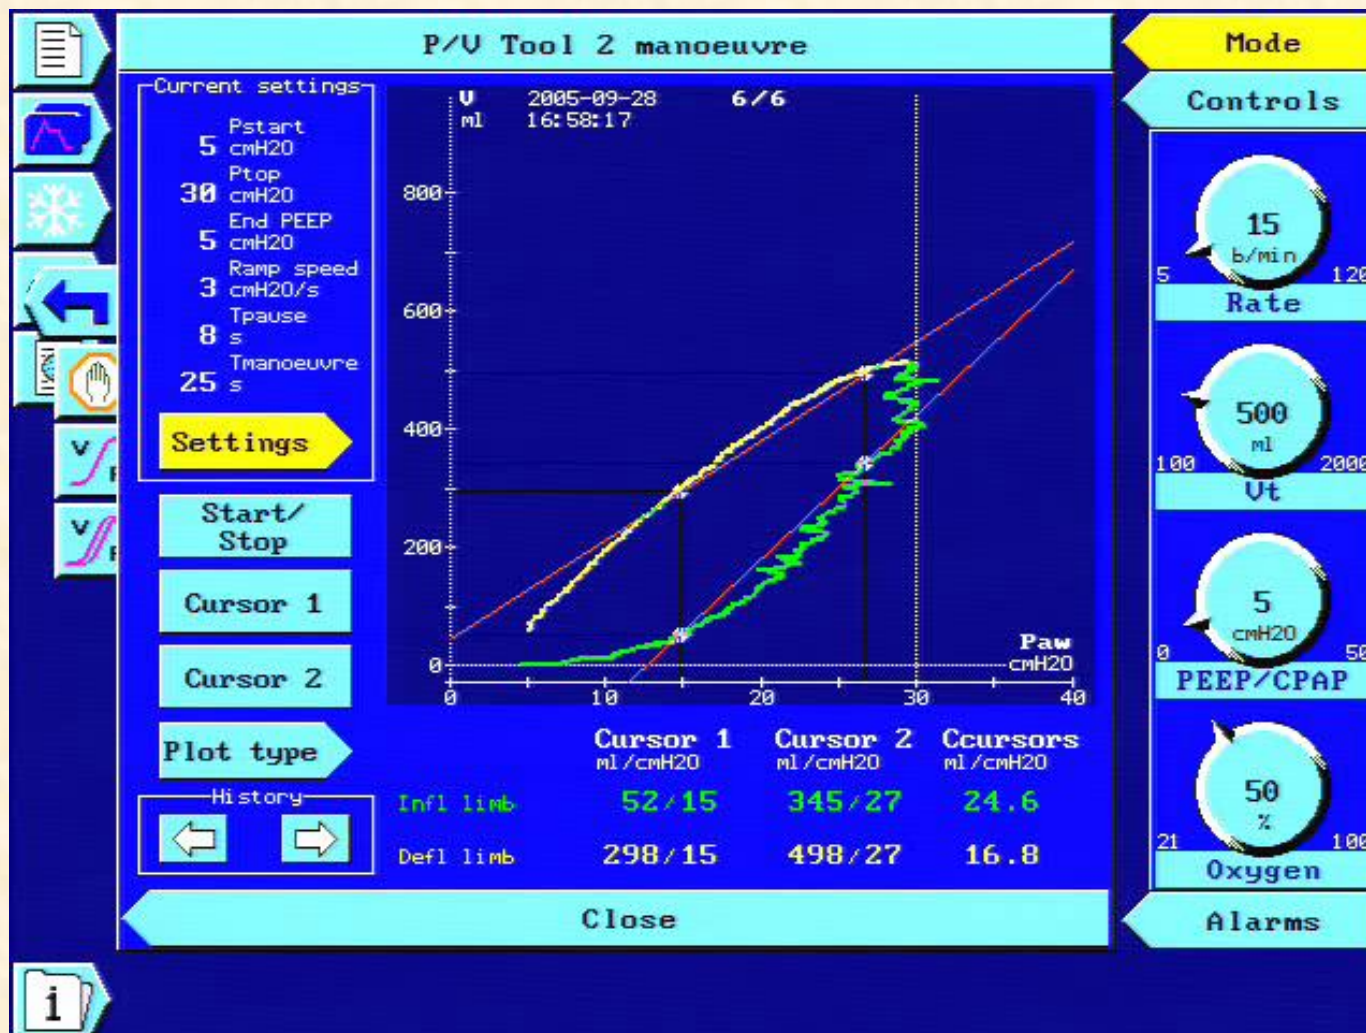 P/V Tool 2 manoeuvre
Mode
Controls
Current settings
Pstart
5 cmH2O
Ptop
30 cmH2O
End PEEP
5 cmH2O
Ramp speed
3 cmH2O/s
Tpause
8 s
Tmanoeuvre
25 s
Settings
Start/
Stop
Cursor 1
Cursor 2
Plot type
History
V 2005-09-28 6/6
ml 16:58:17
800
600
400
200
0
Paw
cmH2O
0 10 20 30 40
Cursor 1 Cursor 2 Ccursors
ml/cmH2O ml/cmH2O ml/cmH2O
Infl limb 52/15 345/27 24.6
Defl limb 298/15 498/27 16.8
Close
15
b/min
5 120
Rate
500
ml
100 2000
Vt
5
cmH2O
0 50
PEEP/CPAP
50
%
21 100
Oxygen
Alarms
V
P
V
P
i